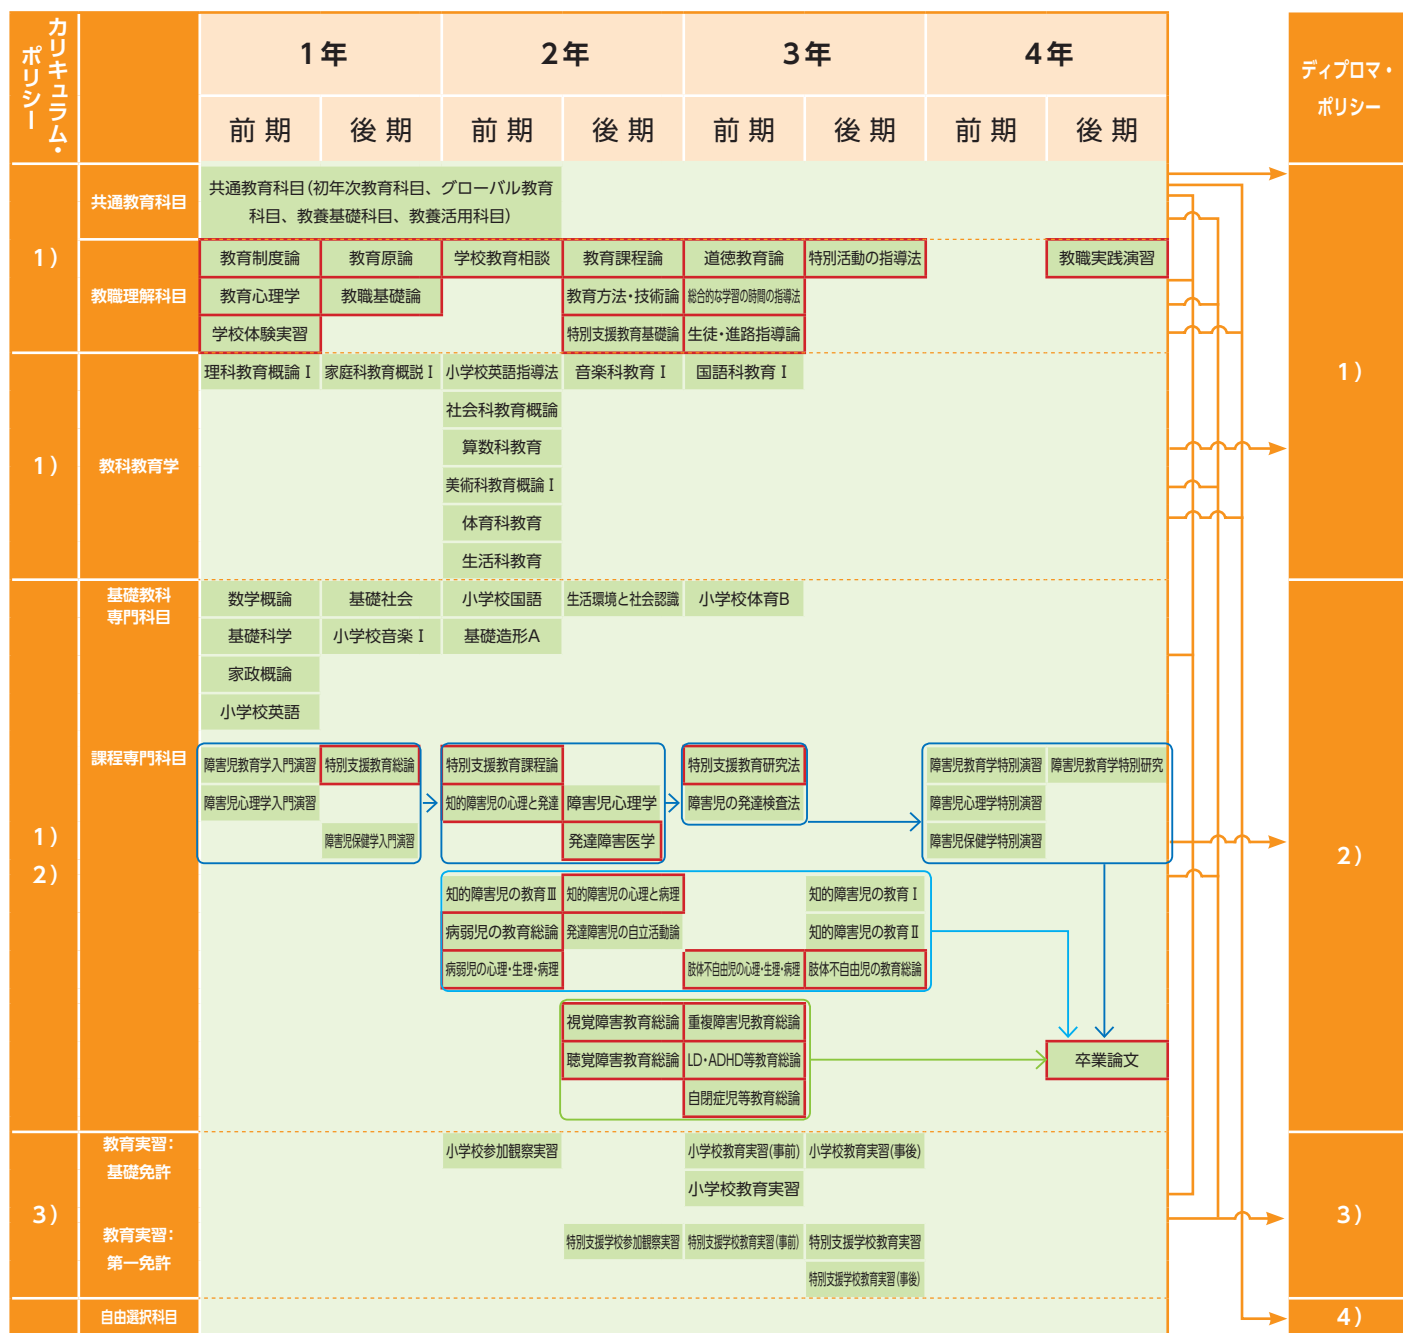 カリキュラム・
ポリシー
1年
2年
3年
4年
ディプロマ・
ポリシー
前 期
後 期
前 期
後 期
前 期
後 期
前 期
後 期
1）
共通教育科目
共通教育科目（初年次教育科目、グローバル教育
科目、教養基礎科目、教養活用科目）
教職理解科目
教育制度論
教育原論
学校教育相談
教育課程論
道徳教育論
特別活動の指導法
教職実践演習
教育心理学
教職基礎論
教育方法・技術論
総合的な学習の時間の指導法
学校体験実習
特別支援教育基礎論
生徒・進路指導論
1）
教科教育学
理科教育概論Ⅰ
家庭科教育概説Ⅰ
小学校英語指導法
音楽科教育Ⅰ
国語科教育Ⅰ
社会科教育概論
算数科教育
美術科教育概論Ⅰ
体育科教育
生活科教育
1）
1）
2）
基礎教科
専門科目
数学概論
基礎社会
小学校国語
生活環境と社会認識
小学校体育B
基礎科学
小学校音楽Ⅰ
基礎造形A
家政概論
小学校英語
課程専門科目
障害児教育学入門演習
特別支援教育総論
特別支援教育課程論
特別支援教育研究法
障害児教育学特別演習
障害児教育学特別研究
障害児心理学入門演習
知的障害児の心理と発達
障害児心理学
障害児の発達検査法
障害児心理学特別演習
障害児保健学入門演習
発達障害医学
障害児保健学特別演習
2）
知的障害児の教育Ⅲ
知的障害児の心理と病理
知的障害児の教育Ⅰ
病弱児の教育総論
発達障害児の自立活動論
知的障害児の教育Ⅱ
病弱児の心理・生理・病理
肢体不自由児の心理・生理・病理
肢体不自由児の教育総論
視覚障害教育総論
重複障害児教育総論
聴覚障害教育総論
LD・ADHD等教育総論
卒業論文
自閉症児等教育総論
3）
教育実習：
基礎免許
小学校参加観察実習
小学校教育実習（事前）
小学校教育実習（事後）
小学校教育実習
教育実習：
第一免許
特別支援学校参加観察実習
特別支援学校教育実習（事前）
特別支援学校教育実習
特別支援学校教育実習（事後）
3）
自由選択科目
4）